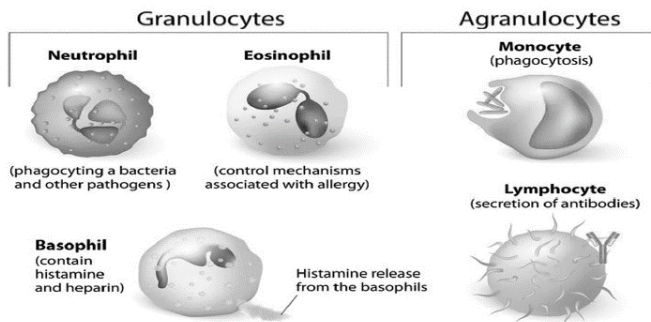 Granulocytes
Agranulocytes
Neutrophil
(phagocyting a bacteria
and other pathogens )
Eosinophil
(control mechanisms
associated with allergy)
Monocyte
(phagocytosis)
Basophil
(contain
histamine
and heparin)
Histamine release
from the basophils
Lymphocyte
(secretion of antibodies)